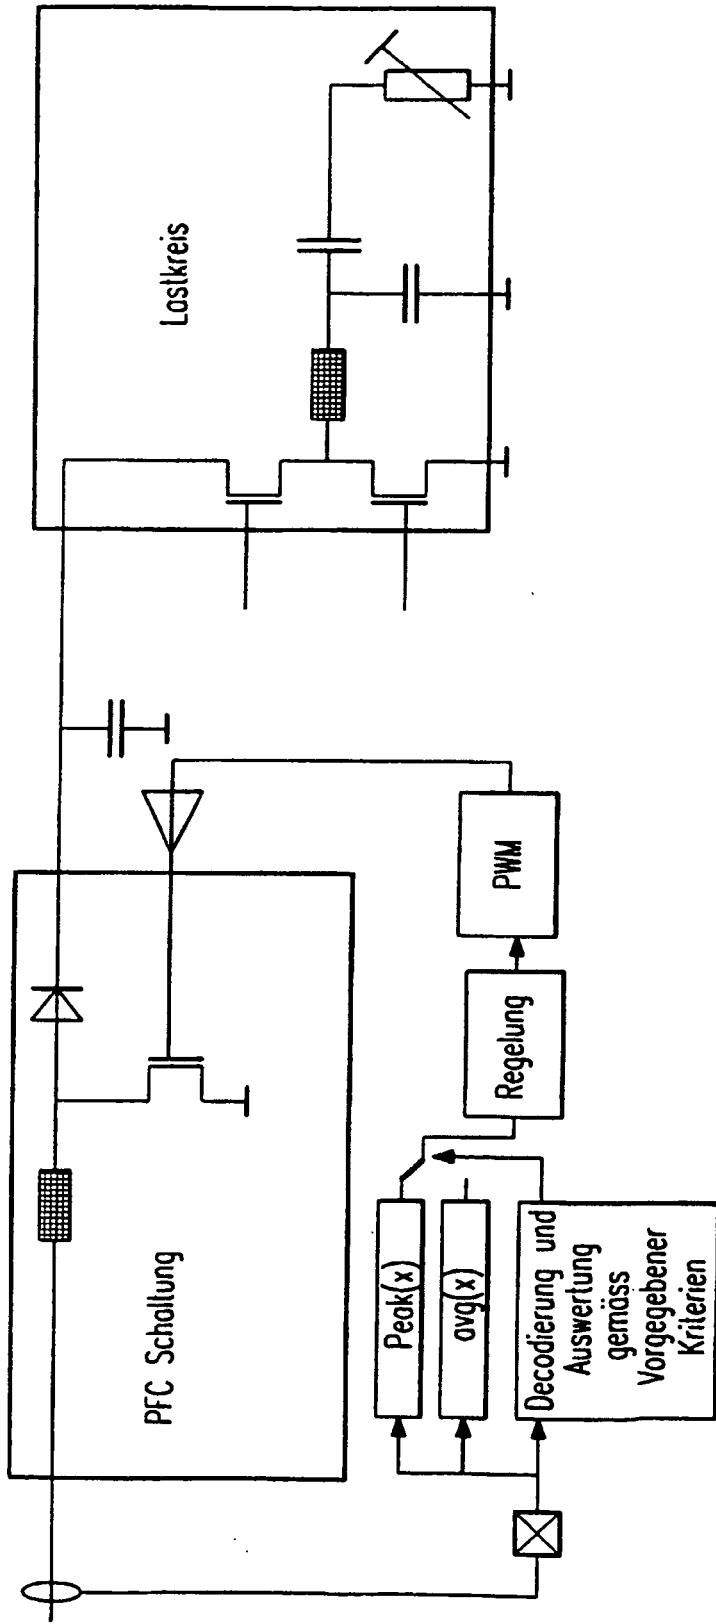 PFC Schaltung
Lastkreis
Peak(x)
avg(x)
Decodierung und
Auswertung
gemäss
Vorgegebener
Kriterien
Regelung
PWM